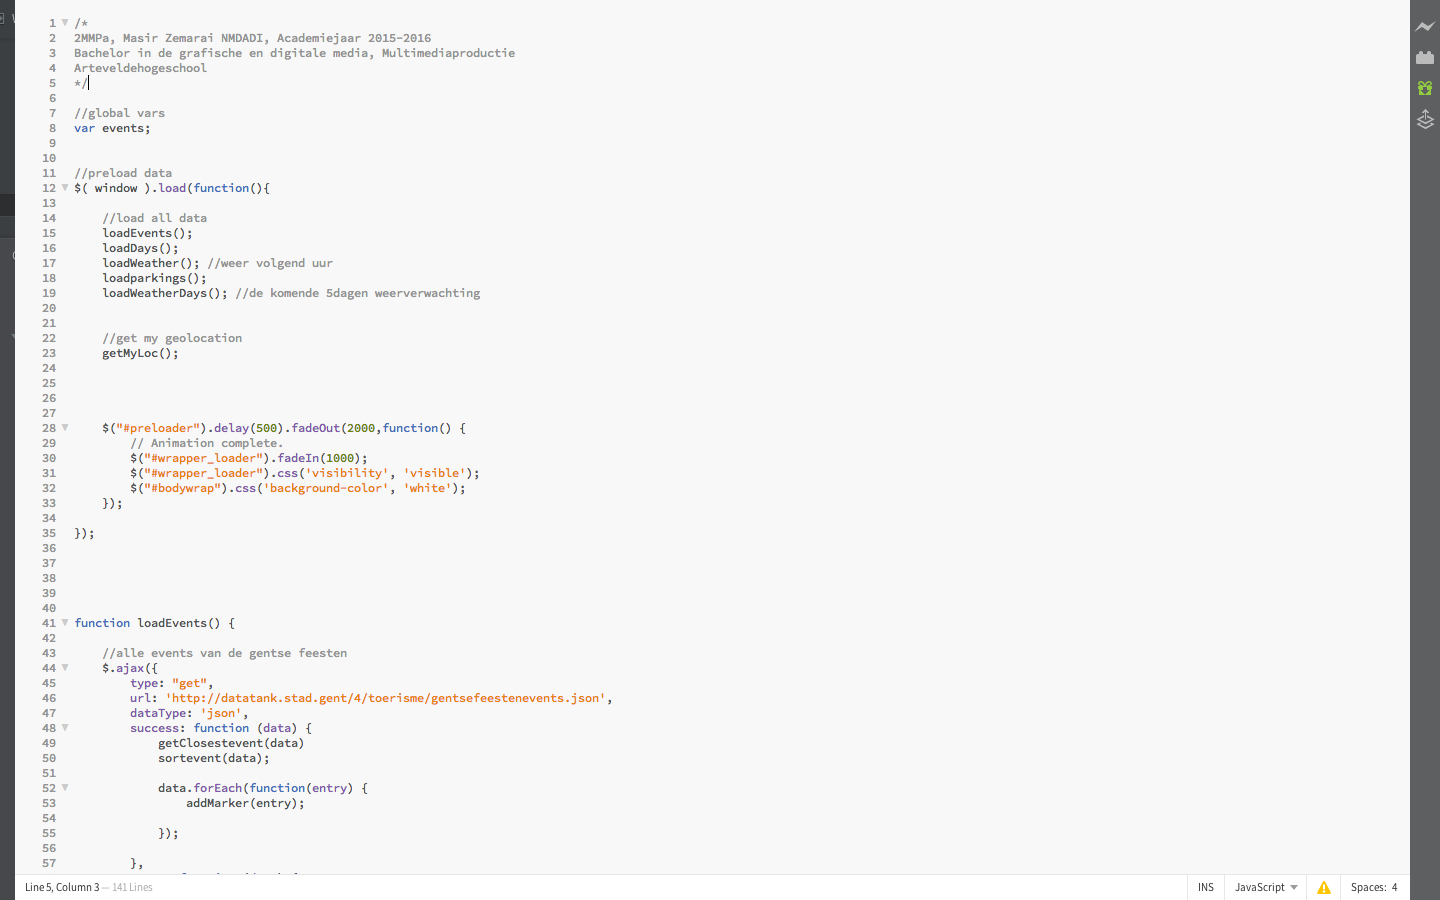 1 /*
2 2MMPa, Masir Zemarai NMDADI, Academiejaar 2015-2016
3 Bachelor in de grafische en digitale media, Multimediaproductie
4 Arteveldehogeschool
5 */
6
7 //global vars
8 var events;
9
10
11 //preload data
12 $( window ).load(function(){
13
14 //load all data
15 loadEvents();
16 loadDays();
17 loadWeather(); //weer volgend uur
18 loadparkings();
19 loadWeatherDays(); //de komende 5dagen weerverwachting
20
21
22 //get my geolocation
23 getMyLoc();
24
25
26
27
28 $("#preloader").delay(500).fadeOut(2000,function() {
29 // Animation complete.
30 $("#wrapper_loader").fadeIn(1000);
31 $("#wrapper_loader").css('visibility', 'visible');
32 $("#bodywrap").css('background-color', 'white');
33 });
34
35 });
36
37
38
39
40
41 function loadEvents() {
42
43 //alle events van de gentse feesten
44 $.ajax({
45 type: "get",
46 url: 'http://datatank.stad.gent/4/toerisme/gentsefeestenevents.json',
47 dataType: 'json',
48 success: function (data) {
49 getClosestevent(data)
50 sortevent(data);
51
52 data.forEach(function(entry) {
53 addMarker(entry);
54
55 });
56
57 },
Line 5, Column 3 — 141 Lines
INS JavaScript Spaces: 4